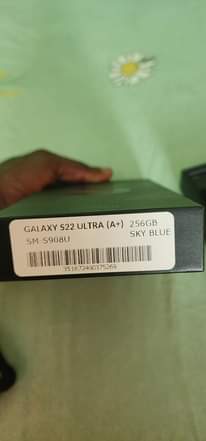 GALAXY S22 ULTRA (A+) 256GB
SM-S908U SKY BLUE